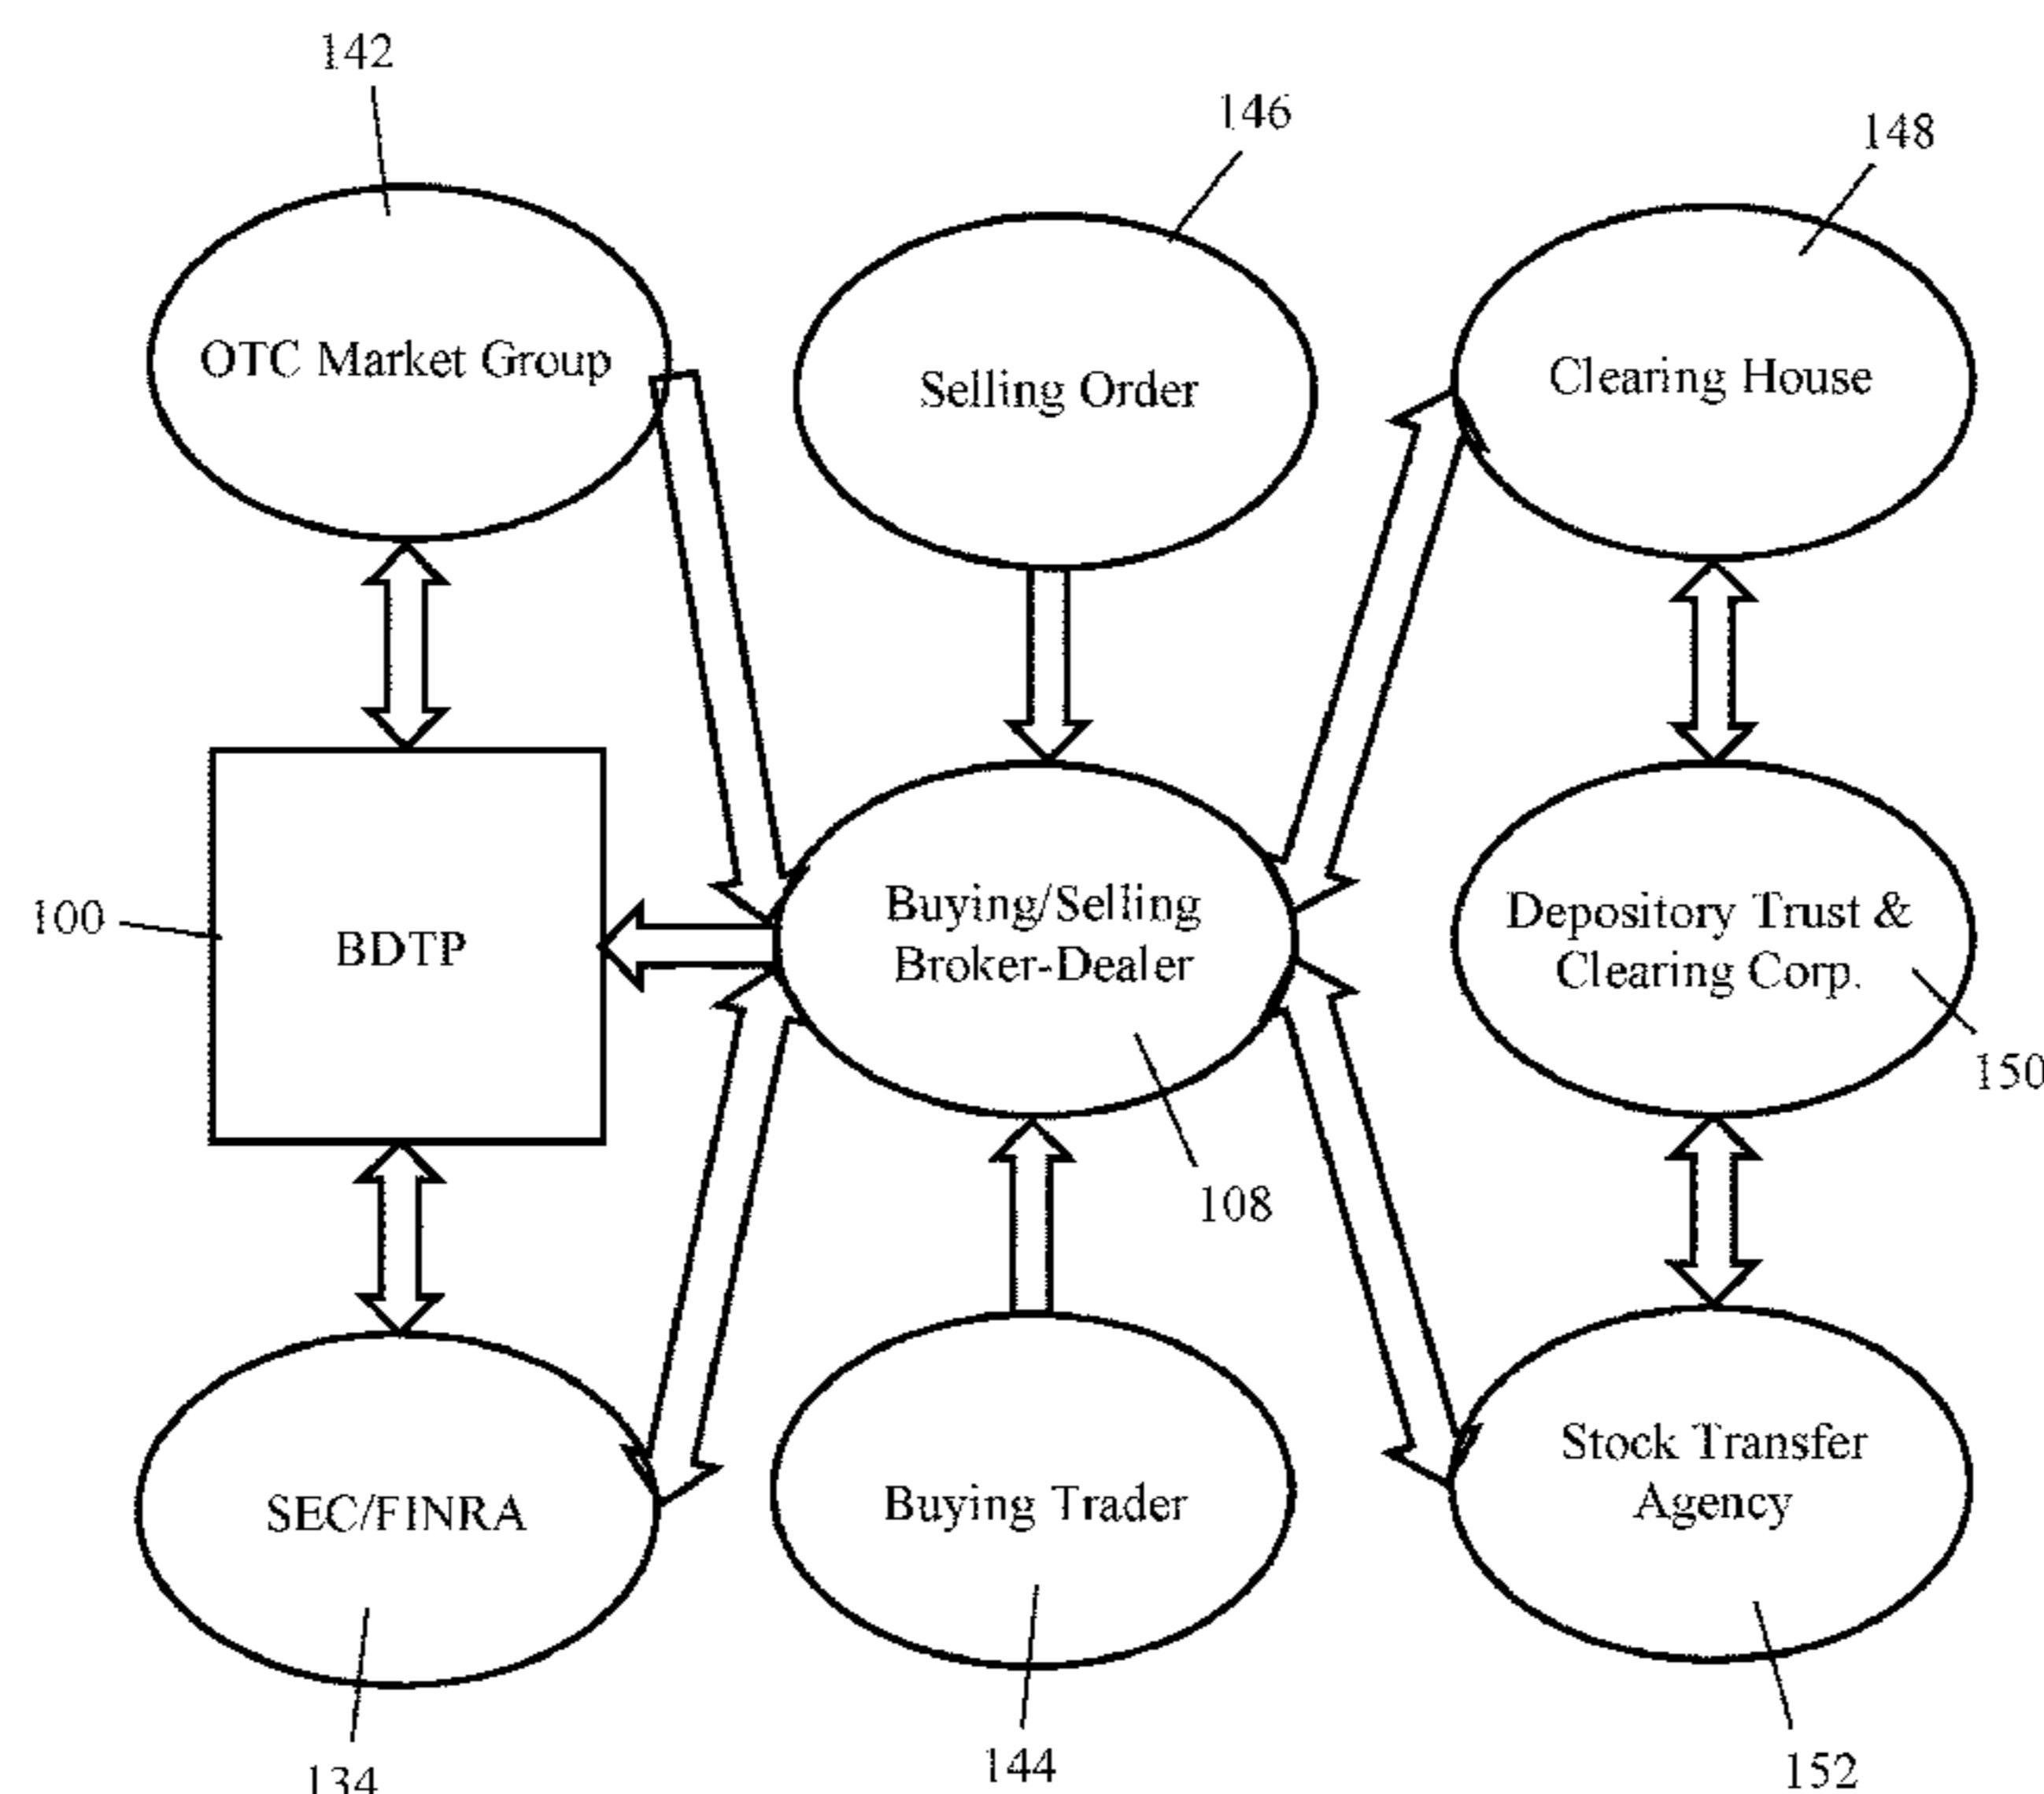 142
146
148
OTC Market Group
Selling Order
Clearing House
100
BDTP
Buying/Selling
Broker-Dealer
Depository Trust &
Clearing Corp.
150
108
SEC/FINRA
Buying Trader
Stock Transfer
Agency
134
144
152